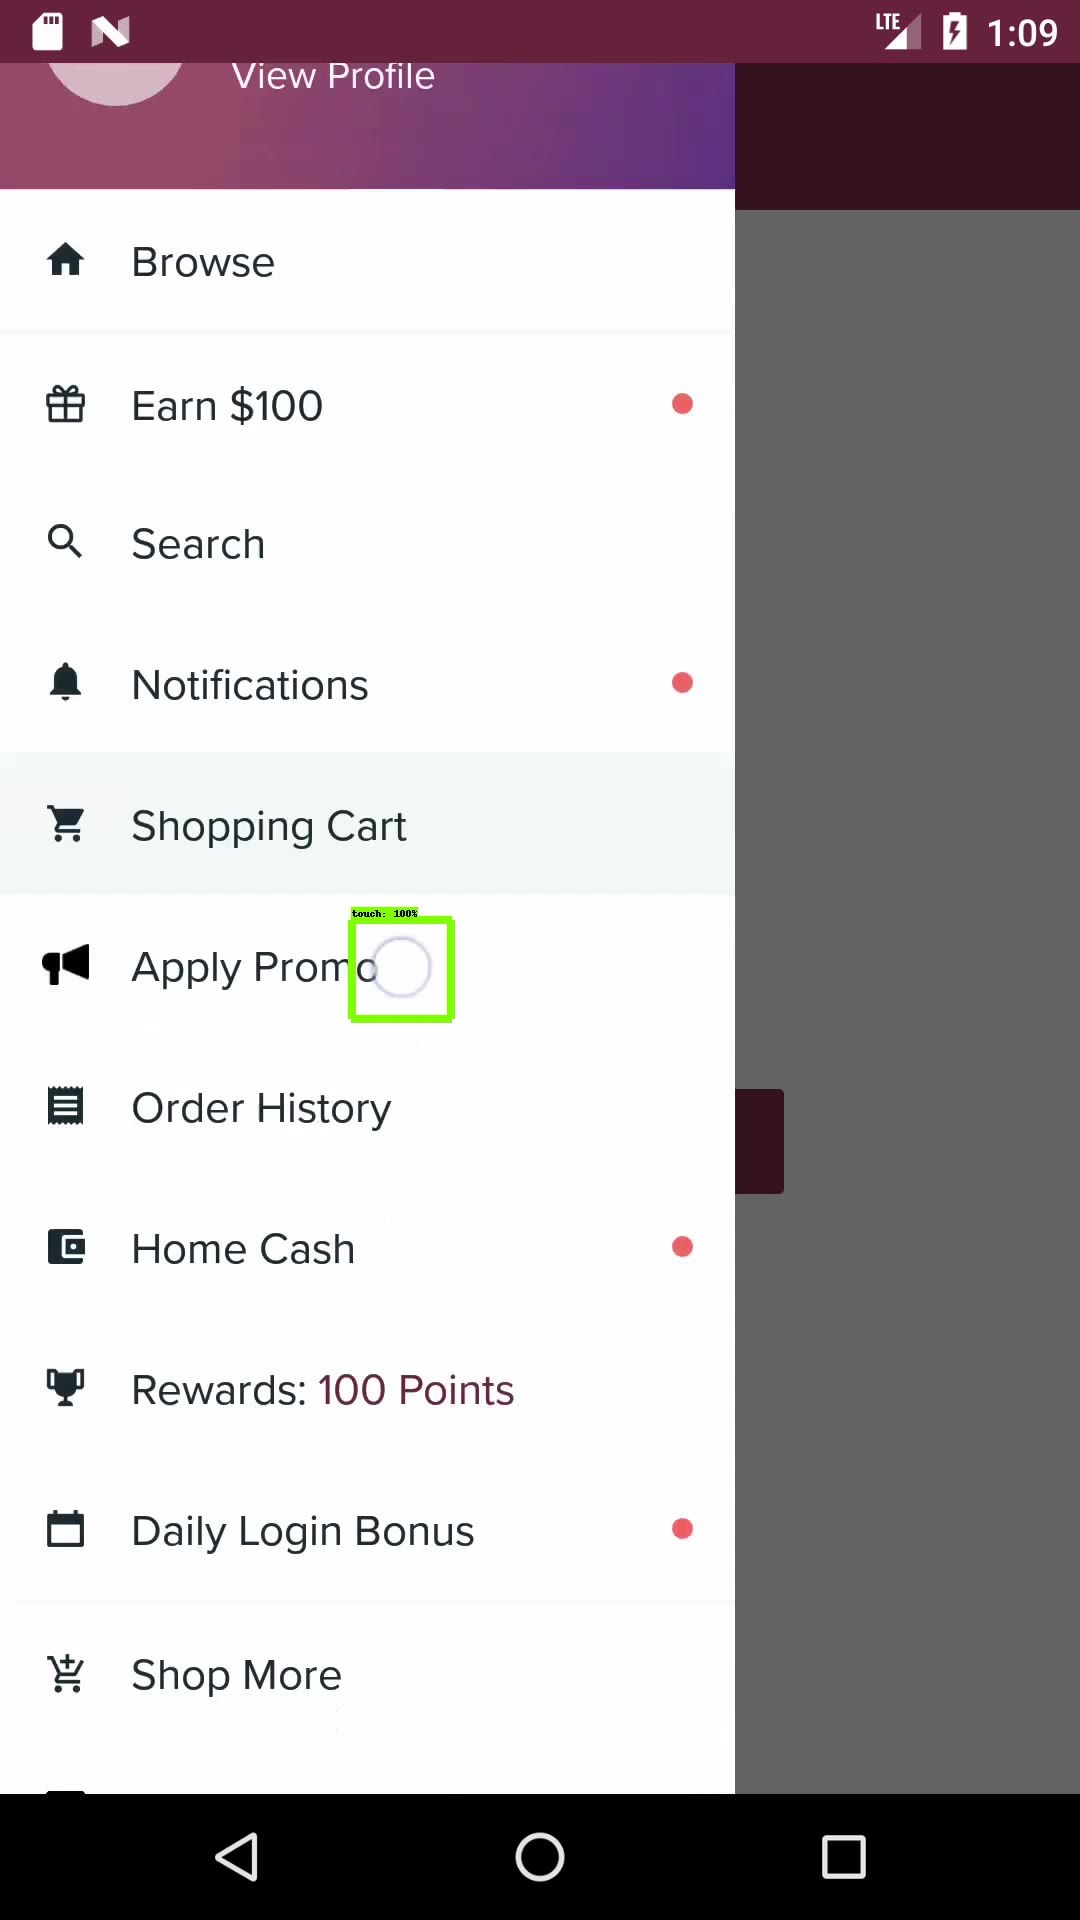 LTE 1:09
View Profile
Browse
Earn $100
Search
Notifications
Shopping Cart
touch: 100%
Apply Promo
Order History
Home Cash
Rewards: 100 Points
Daily Login Bonus
Shop More